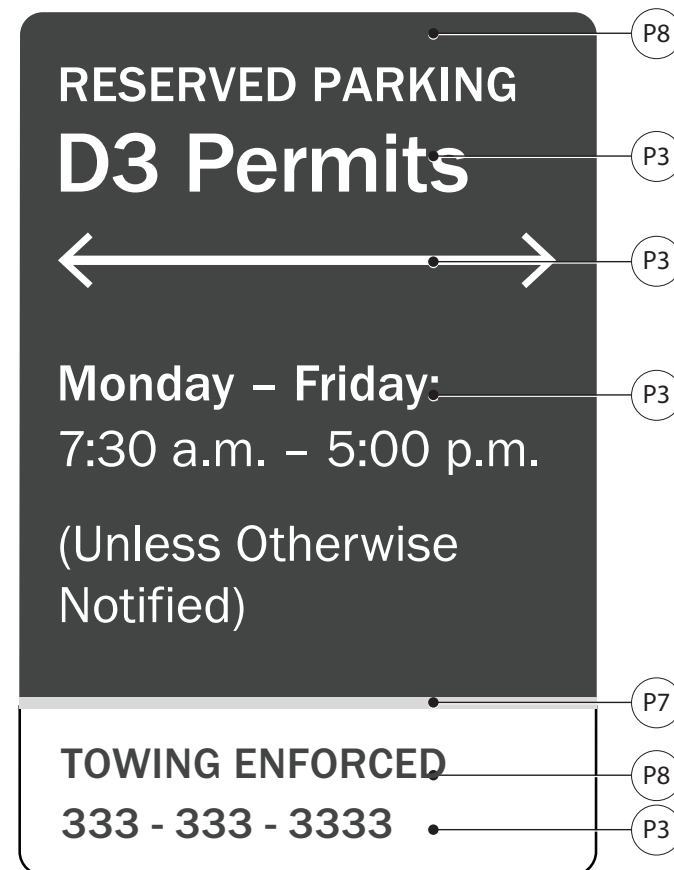 P8
RESERVED PARKING
D3 Permits
P3
P3
Monday – Friday:
P3
7:30 a.m. – 5:00 p.m.
(Unless Otherwise
Notified)
P7
TOWING ENFORCED
P8
333 - 333 - 3333
P3